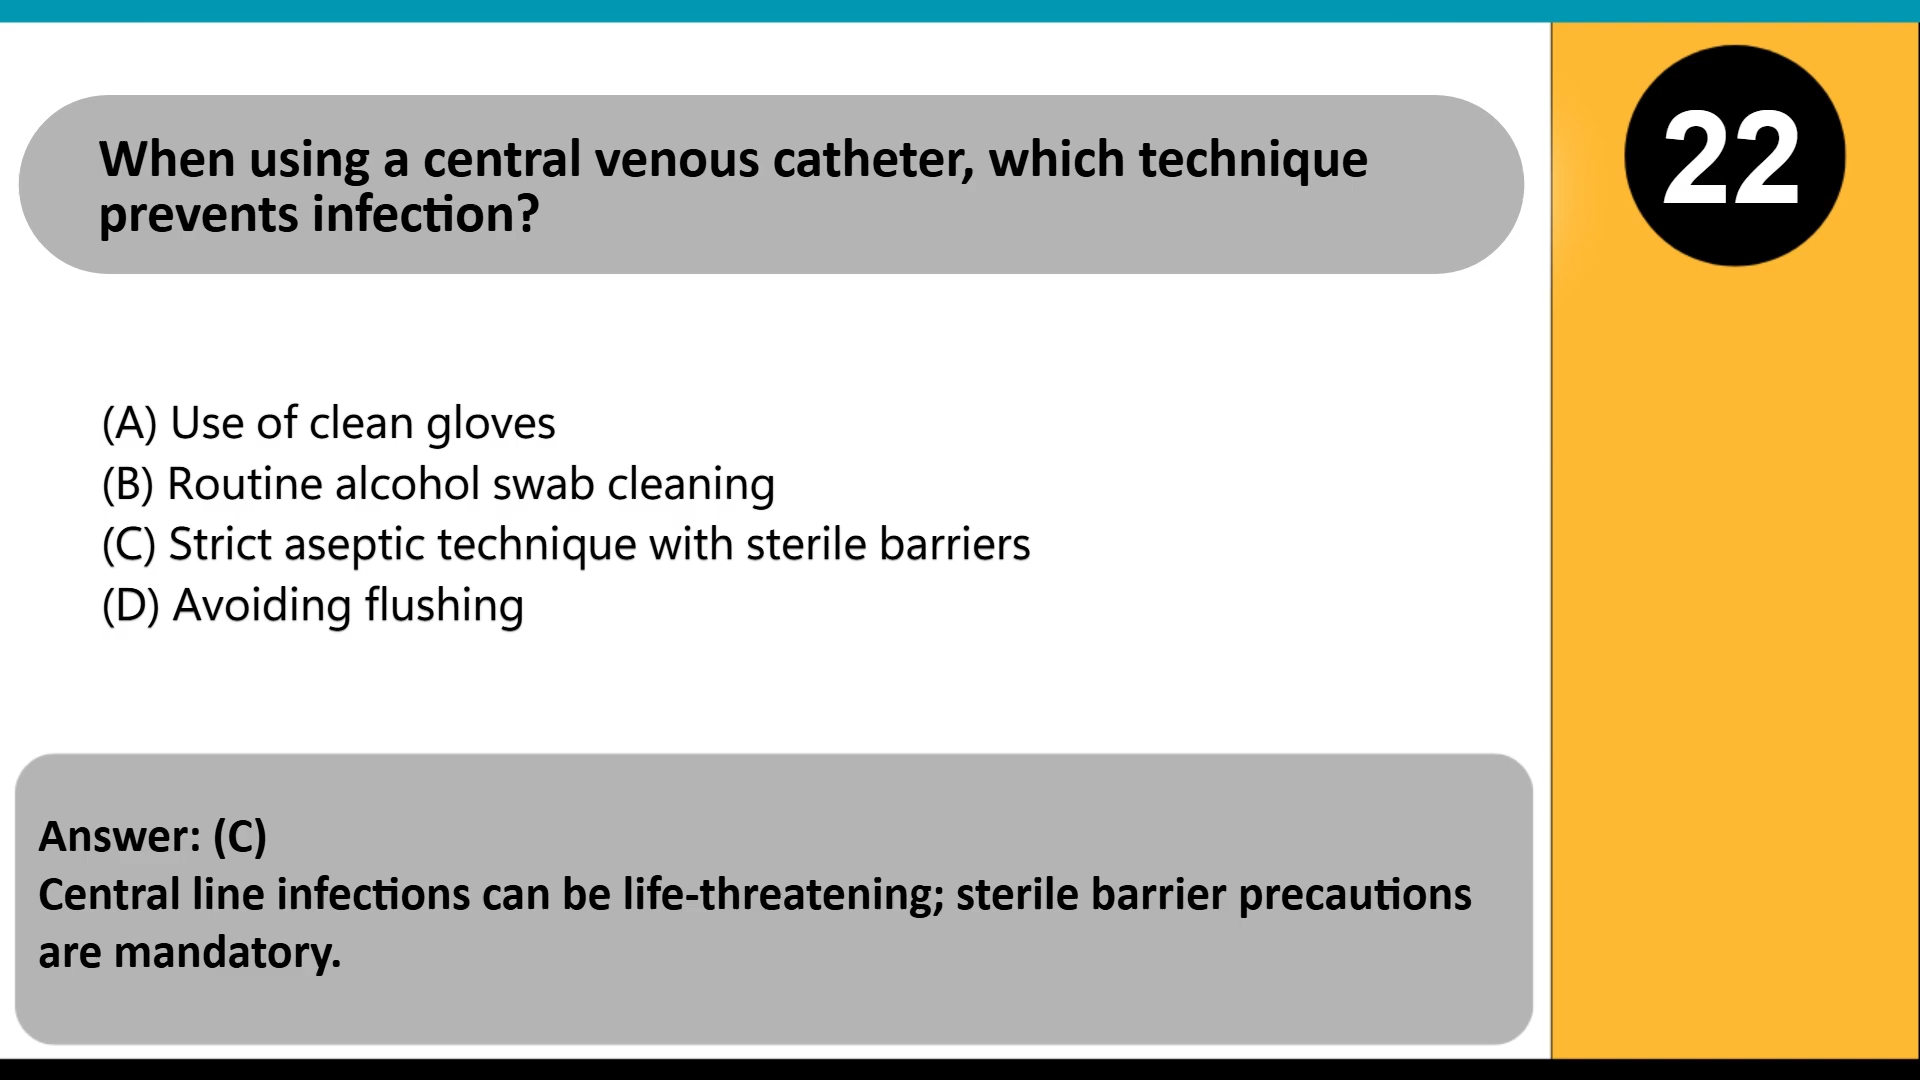 When using a central venous catheter, which technique
prevents infection?
22
(A) Use of clean gloves
(B) Routine alcohol swab cleaning
(C) Strict aseptic technique with sterile barriers
(D) Avoiding flushing
Answer: (C)
Central line infections can be life-threatening; sterile barrier precautions
are mandatory.